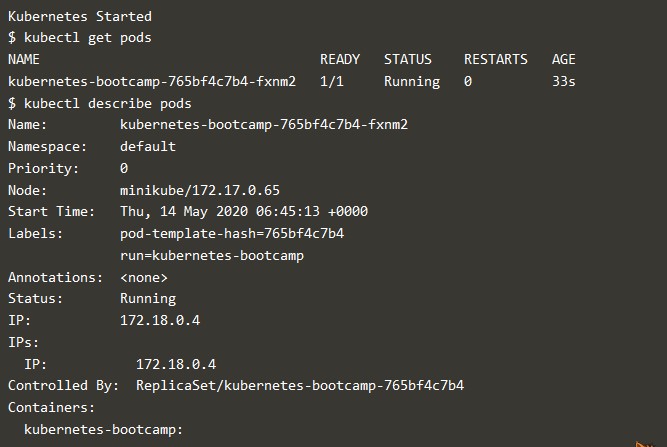 Kubernetes Started
$ kubectl get pods
NAME READY STATUS RESTARTS AGE
kubernetes-bootcamp-765bf4c7b4-fxnm2 1/1 Running 0 33s
$ kubectl describe pods
Name: kubernetes-bootcamp-765bf4c7b4-fxnm2
Namespace: default
Priority: 0
Node: minikube/172.17.0.65
Start Time: Thu, 14 May 2020 06:45:13 +0000
Labels: pod-template-hash=765bf4c7b4
run=kubernetes-bootcamp
Annotations: <none>
Status: Running
IP: 172.18.0.4
IPs:
IP: 172.18.0.4
Controlled By: ReplicaSet/kubernetes-bootcamp-765bf4c7b4
Containers:
kubernetes-bootcamp: